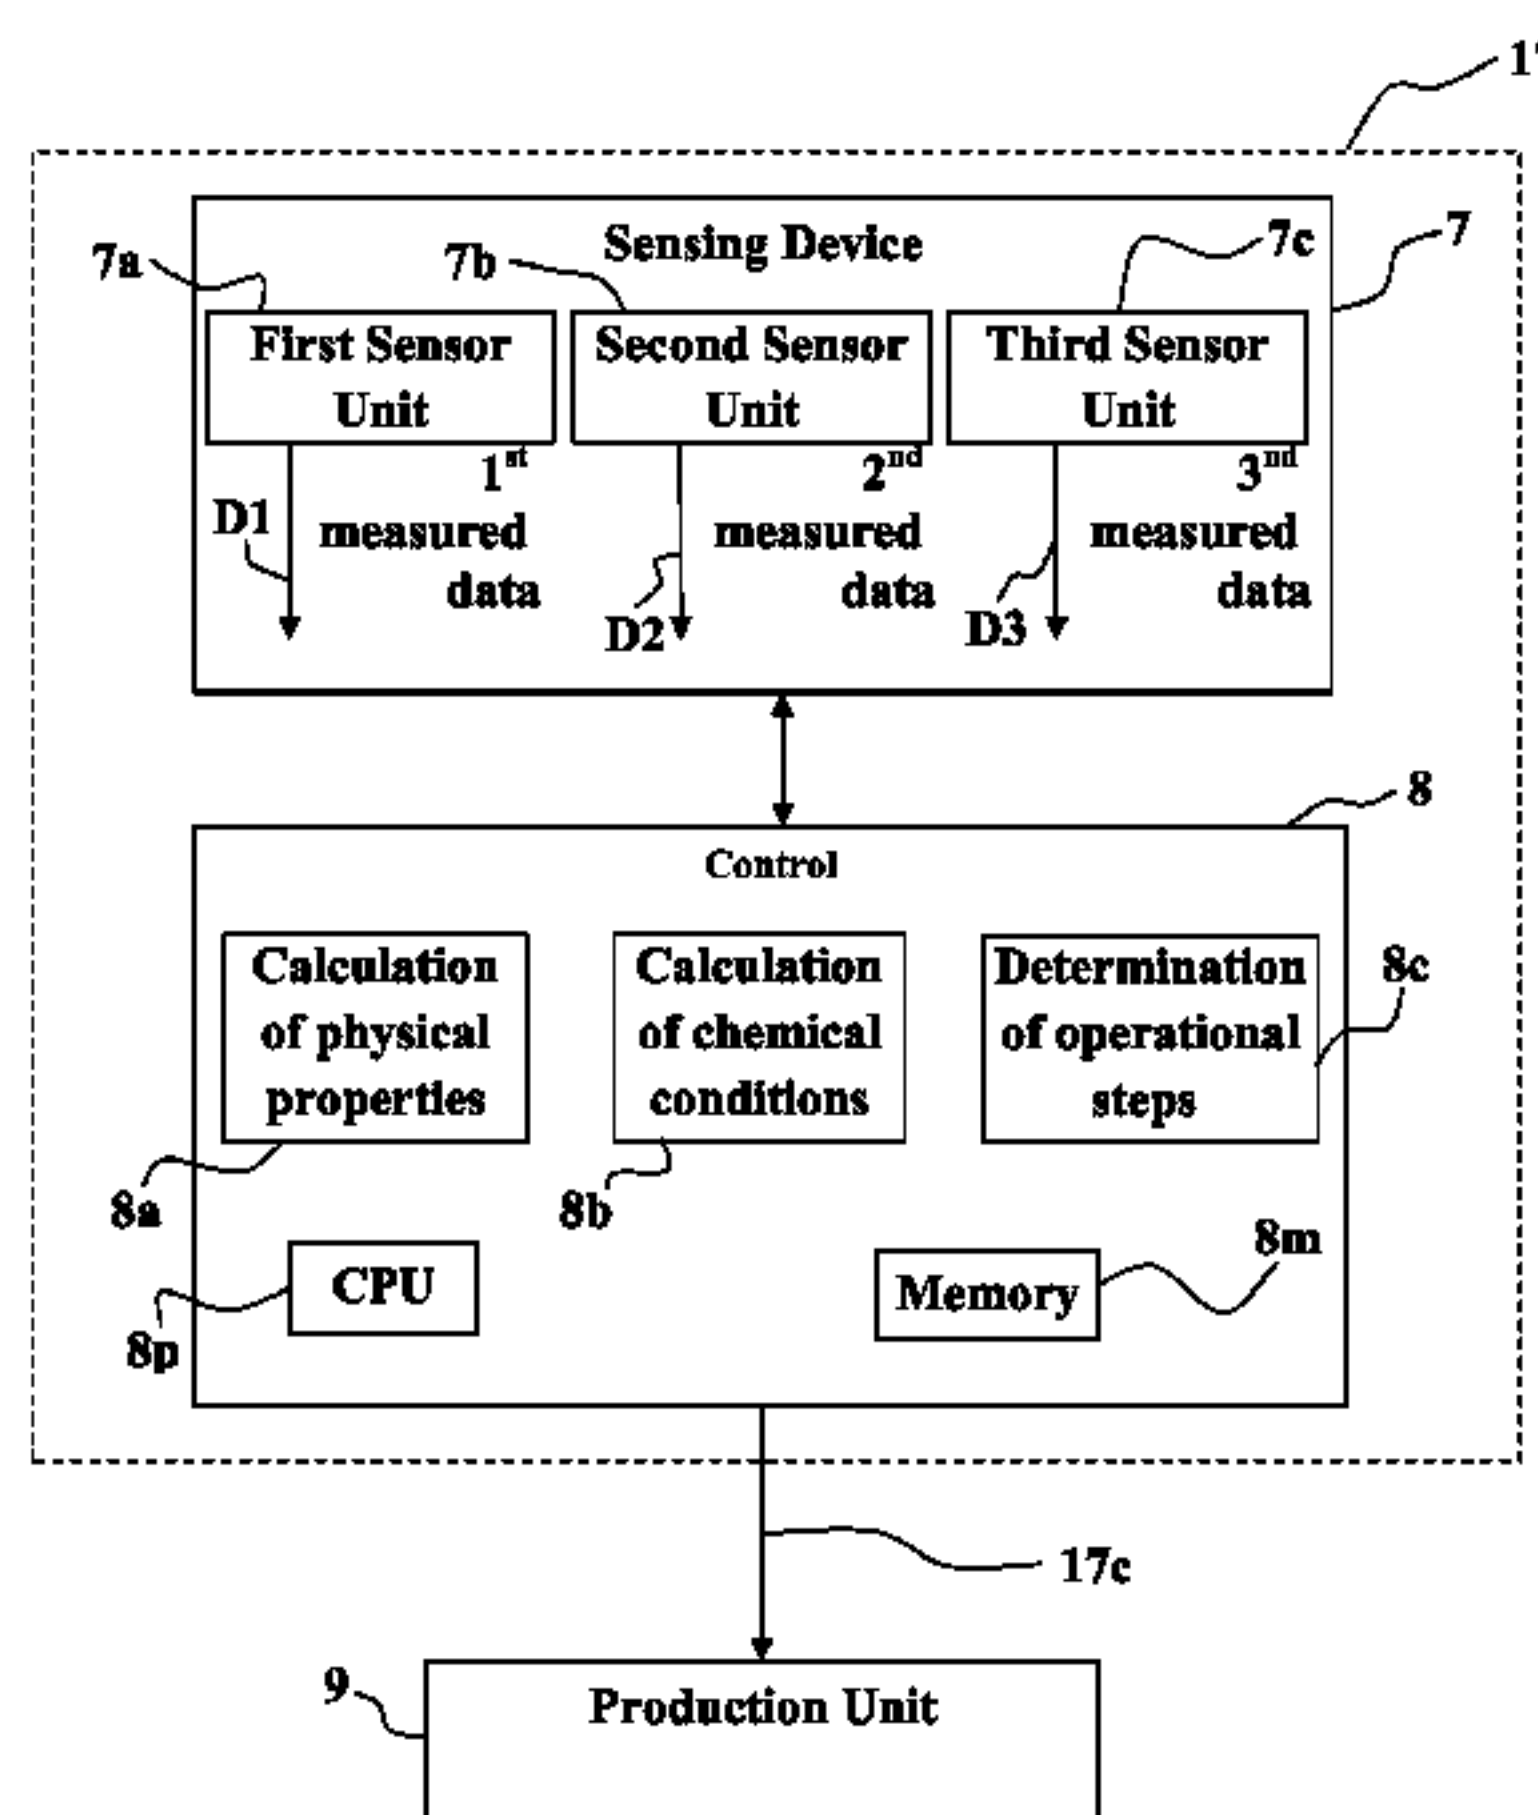 Sensing Device
7
7a
7b
7c
First Sensor
Unit
Second Sensor
Unit
Third Sensor
Unit
1st
measured
data
2nd
measured
data
3nd
measured
data
D1
D2
D3
8
Control
Calculation
of physical
properties
Calculation
of chemical
conditions
Determination
of operational
steps
8c
8a
8b
8m
CPU
Memory
8p
17c
9
Production Unit